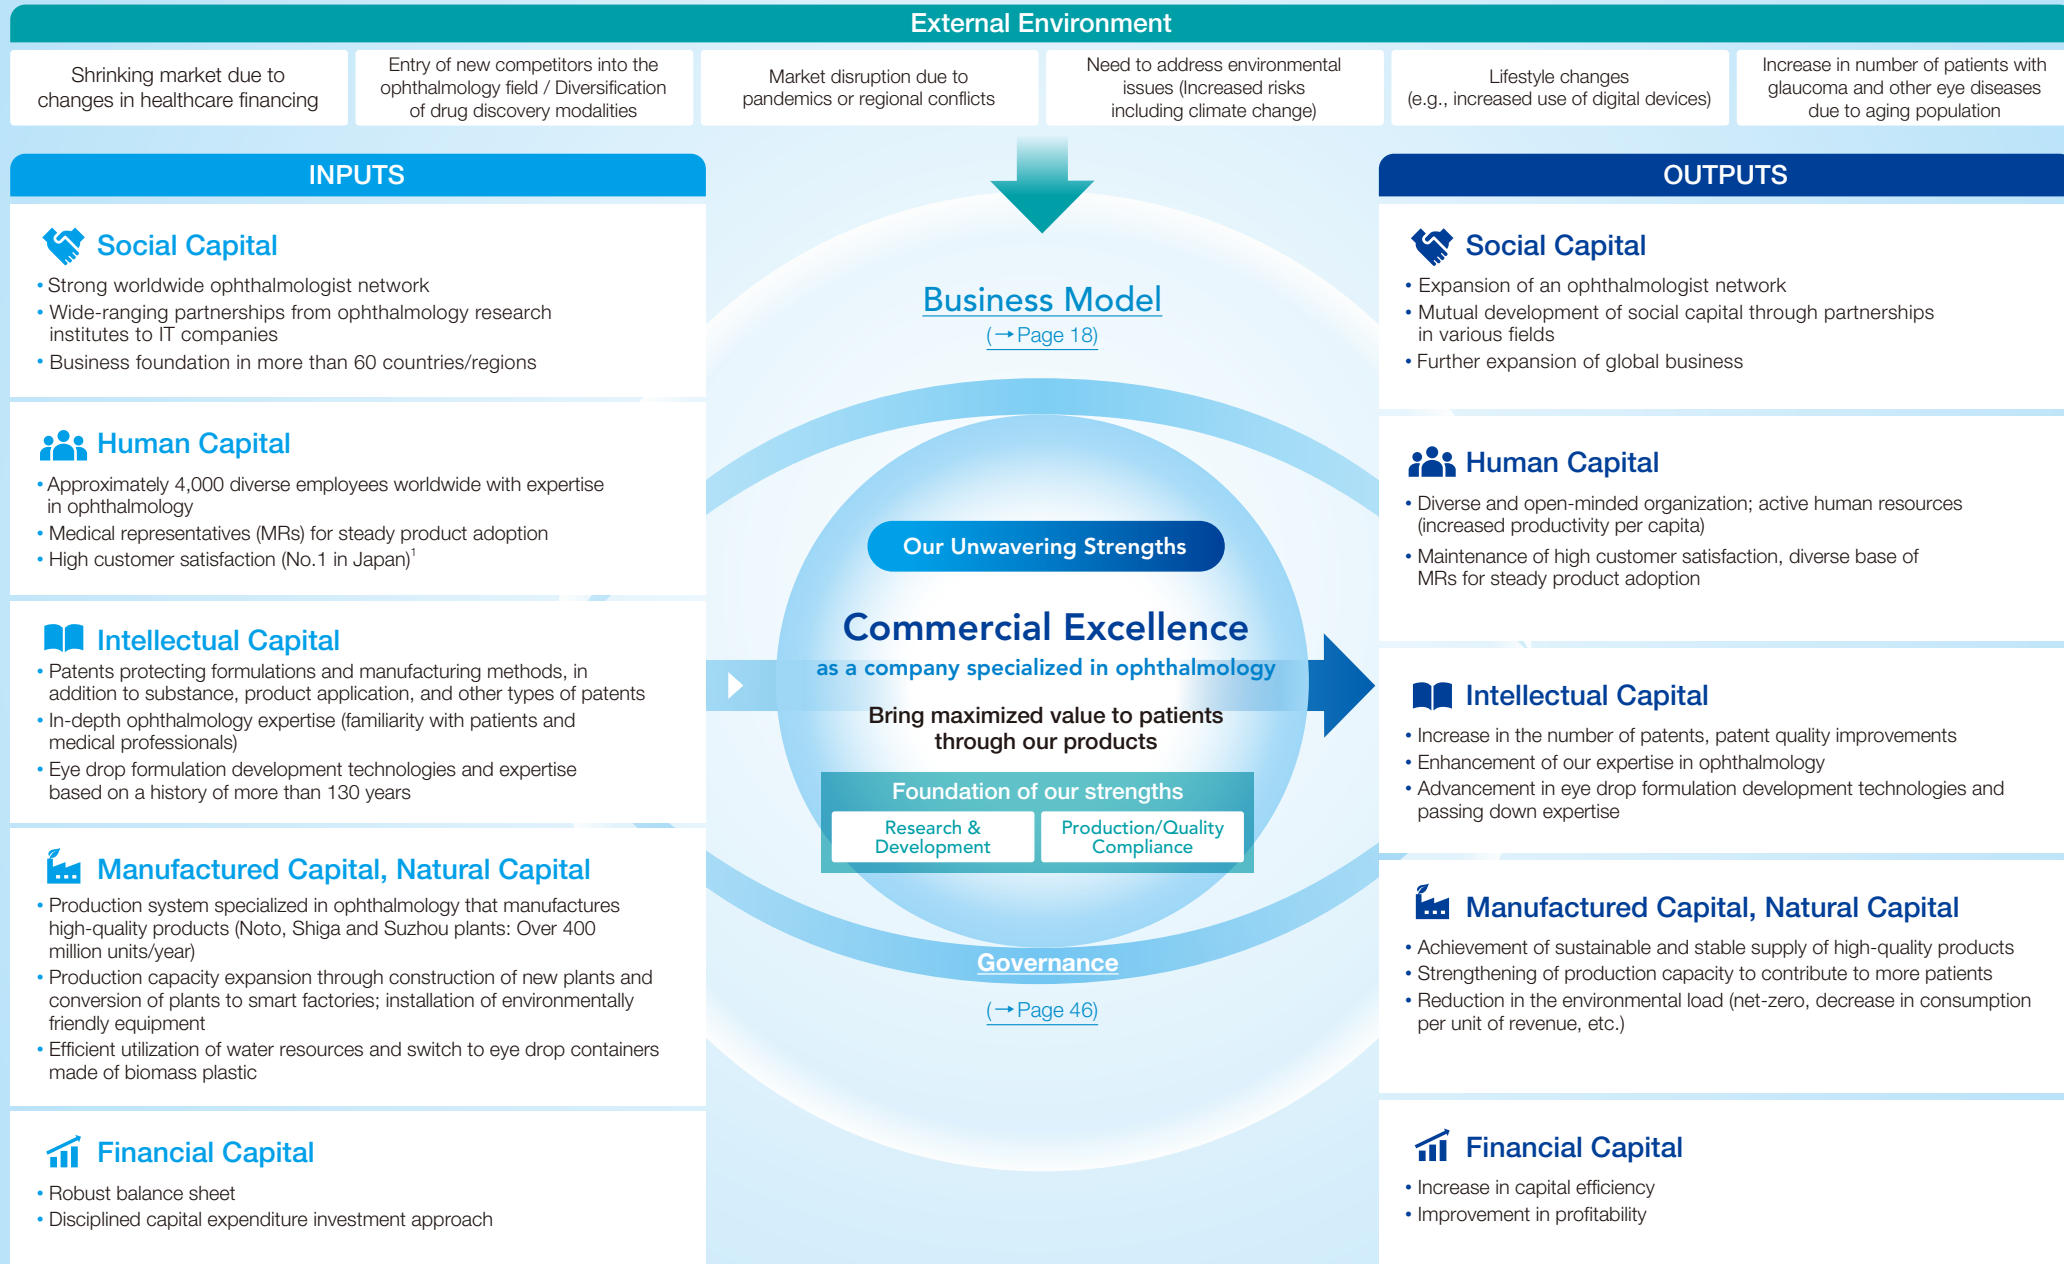 External Environment
Shrinking market due to
changes in healthcare financing
Entry of new competitors into the
ophthalmology field / Diversification
of drug discovery modalities
Market disruption due to
pandemics or regional conflicts
Need to address environmental
issues (Increased risks
including climate change)
Lifestyle changes
(e.g., increased use of digital devices)
Increase in number of patients with
glaucoma and other eye diseases
due to aging population
INPUTS
Social Capital
• Strong worldwide ophthalmologist network
• Wide-ranging partnerships from ophthalmology research
institutes to IT companies
• Business foundation in more than 60 countries/regions
Human Capital
• Approximately 4,000 diverse employees worldwide with expertise
in ophthalmology
• Medical representatives (MRs) for steady product adoption
• High customer satisfaction (No.1 in Japan)¹
Intellectual Capital
• Patents protecting formulations and manufacturing methods, in
addition to substance, product application, and other types of patents
• In-depth ophthalmology expertise (familiarity with patients and
medical professionals)
• Eye drop formulation development technologies and expertise
based on a history of more than 130 years
Manufactured Capital, Natural Capital
• Production system specialized in ophthalmology that manufactures
high-quality products (Noto, Shiga and Suzhou plants: Over 400
million units/year)
• Production capacity expansion through construction of new plants and
conversion of plants to smart factories; installation of environmentally
friendly equipment
• Efficient utilization of water resources and switch to eye drop containers
made of biomass plastic
Financial Capital
• Robust balance sheet
• Disciplined capital expenditure investment approach
Business Model
(→Page 18)
Our Unwavering Strengths
Commercial Excellence
as a company specialized in ophthalmology
Bring maximized value to patients
through our products
Foundation of our strengths
Research &
Development
Production/Quality
Compliance
Governance
(→Page 46)
OUTPUTS
Social Capital
• Expansion of an ophthalmologist network
• Mutual development of social capital through partnerships
in various fields
• Further expansion of global business
Human Capital
• Diverse and open-minded organization; active human resources
(increased productivity per capita)
• Maintenance of high customer satisfaction, diverse base of
MRs for steady product adoption
Intellectual Capital
• Increase in the number of patents, patent quality improvements
• Enhancement of our expertise in ophthalmology
• Advancement in eye drop formulation development technologies and
passing down expertise
Manufactured Capital, Natural Capital
• Achievement of sustainable and stable supply of high-quality products
• Strengthening of production capacity to contribute to more patients
• Reduction in the environmental load (net-zero, decrease in consumption
per unit of revenue, etc.)
Financial Capital
• Increase in capital efficiency
• Improvement in profitability